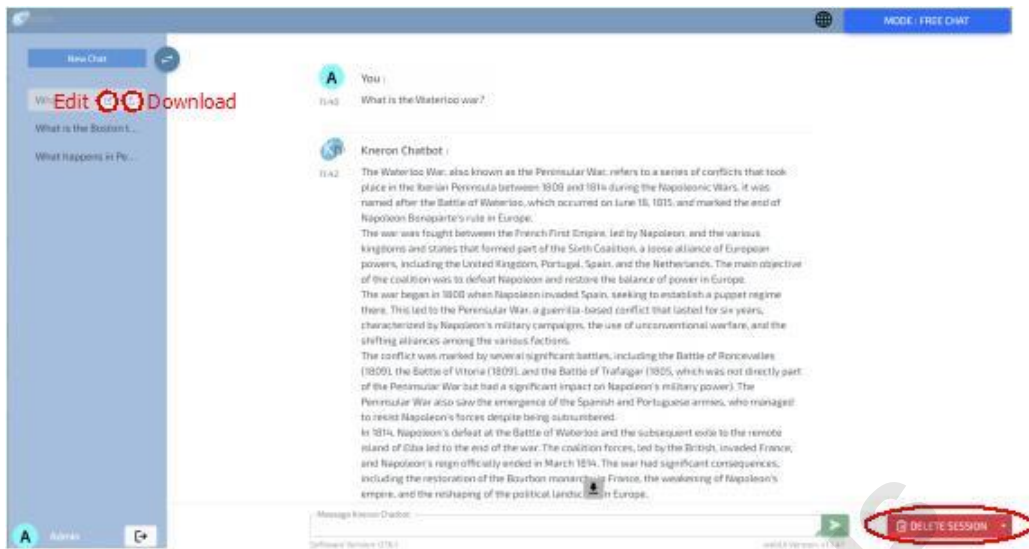 MODE : FREE CHAT
New Chat
Edit
Download
What is the Boston t...
What happens in Pe...
A
You :
11:40
What is the Waterloo war?
Kneron Chatbot :
11:42
The Waterloo War, also known as the Peninsular War, refers to a series of conflicts that took
place in the Iberian Peninsula between 1808 and 1814 during the Napoleonic Wars. It was
named after the Battle of Waterloo, which occurred on June 18, 1815, and marked the end of
Napoleon Bonaparte's rule in Europe.
The war was fought between the French First Empire, led by Napoleon, and the various
kingdoms and states that formed part of the Sixth Coalition, a loose alliance of European
powers, including the United Kingdom, Portugal, Spain, and the Netherlands. The main objective
of the coalition was to defeat Napoleon and restore the balance of power in Europe.
The war began in 1808 when Napoleon invaded Spain, seeking to establish a puppet regime
there. This led to the Peninsular War, a guerrilla-based conflict that lasted for six years,
characterized by Napoleon's military campaigns, the use of unconventional warfare, and the
shifting alliances among the various factions.
The conflict was marked by several significant battles, including the Battle of Roncevalles
(1809), the Battle of Vitoria (1809), and the Battle of Trafalgar (1805, which was not directly part
of the Peninsular War but had a significant impact on Napoleon's military power). The
Peninsular War also saw the emergence of the Spanish and Portuguese armies, who managed
to resist Napoleon's forces despite being outnumbered.
In 1814, Napoleon's defeat at the Battle of Waterloo and the subsequent exile to the remote
island of Elba led to the end of the war. The coalition forces, led by the British, invaded France,
and Napoleon's reign officially ended in March 1814. The war had significant consequences,
including the restoration of the Bourbon monarchy in France, the weakening of Napoleon's
empire, and the reshaping of the political landsc in Europe.
Message Kneron Chatbot
DELETE SESSION
A
Admin
Software Version